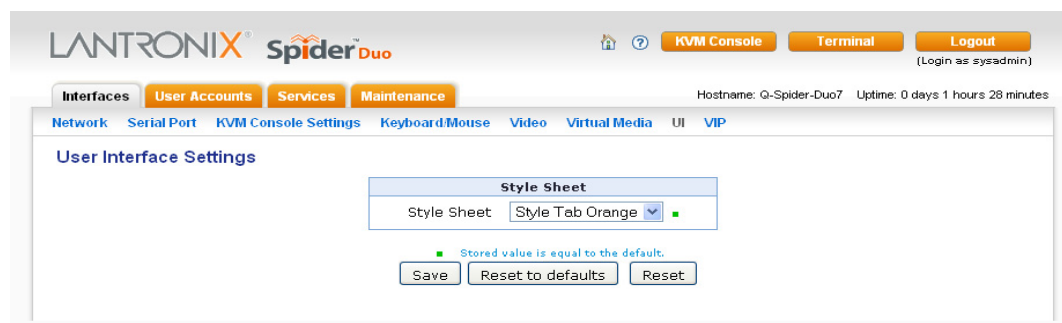 LANTRONIX® Spider™ Duo
KVM Console Terminal Logout
(Login as sysadmin)
Interfaces User Accounts Services Maintenance Hostname: Q-Spider-Duo7 Uptime: 0 days 1 hours 28 minutes
Network Serial Port KVM Console Settings Keyboard/Mouse Video Virtual Media UI VIP
User Interface Settings
Style Sheet
Style Sheet Style Tab Orange
Stored value is equal to the default.
Save Reset to defaults Reset